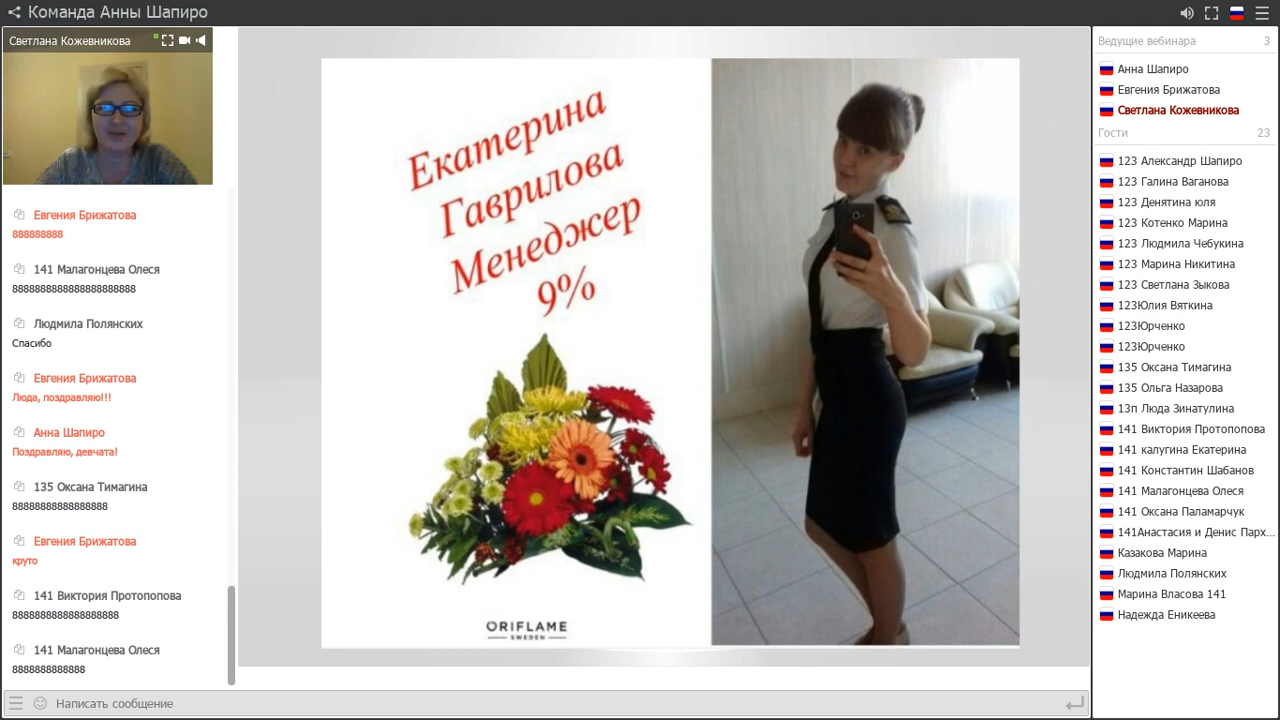 Команда Анны Шапиро
Светлана Кожевникова
Евгения Брижатова
888888888
141 Малагонцева Олеся
8888888888888888888888
Людмила Полянских
Спасибо
Евгения Брижатова
Люда, поздравляю!!!
Анна Шапиро
Поздравляю, девчата!
135 Оксана Тимагина
88888888888888888
Евгения Брижатова
круто
141 Виктория Протопопова
8888888888888888888
141 Малагонцева Олеся
8888888888888
Написать сообщение
Екатерина
Гаврилова
Менеджер
9%
ORIFLAME
SWEDEN
Ведущие вебинара 3
Анна Шапиро
Евгения Брижатова
Светлана Кожевникова
Гости 23
123 Александр Шапиро
123 Галина Ваганова
123 Денятина юля
123 Котенко Марина
123 Людмила Чебукина
123 Марина Никитина
123 Светлана Зыкова
123Юлия Вяткина
123Юрченко
123Юрченко
135 Оксана Тимагина
135 Ольга Назарова
13п Люда Зинатулина
141 Виктория Протопопова
141 калугина Екатерина
141 Константин Шабанов
141 Малагонцева Олеся
141 Оксана Паламарчук
141Анастасия и Денис Парх...
Казакова Марина
Людмила Полянских
Марина Власова 141
Надежда Еникеева